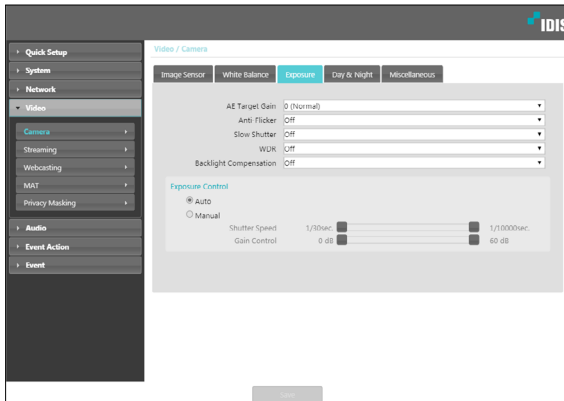 IDIS
Quick Setup
System
Network
Video
Camera
Streaming
Webcasting
MAT
Privacy Masking
Audio
Event Action
Event
Video / Camera
Image Sensor White Balance Exposure Day & Night Miscellaneous
AE Target Gain 0 (Normal)
Anti-Flicker Off
Slow Shutter Off
WDR Off
Backlight Compensation Off
Exposure Control
Auto
Manual
Shutter Speed 1/30sec. 1/10000sec.
Gain Control 0 dB 60 dB
Save